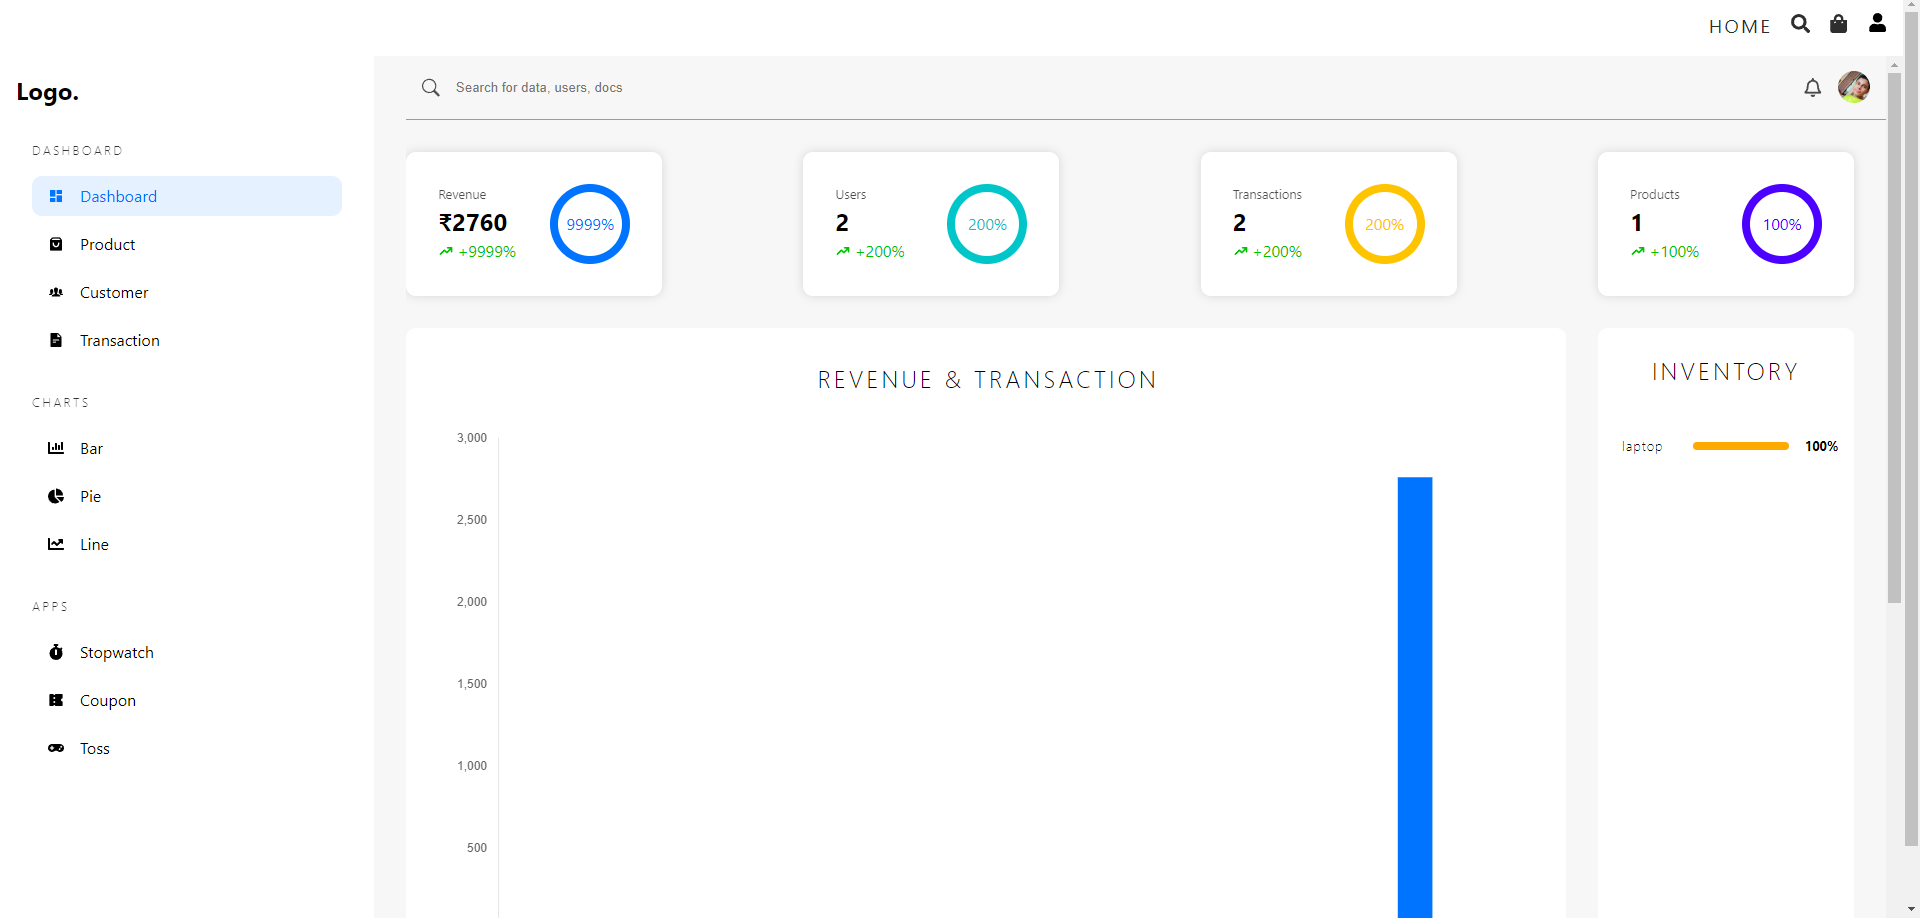 HOME
Logo.
Search for data, users, docs
DASHBOARD
Dashboard
Product
Customer
Transaction
CHARTS
Bar
Pie
Line
APPS
Stopwatch
Coupon
Toss
Revenue
₹2760
+9999%
9999%
Users
2
+200%
200%
Transactions
2
+200%
200%
Products
1
+100%
100%
REVENUE & TRANSACTION
3,000
2,500
2,000
1,500
1,000
500
INVENTORY
laptop 100%